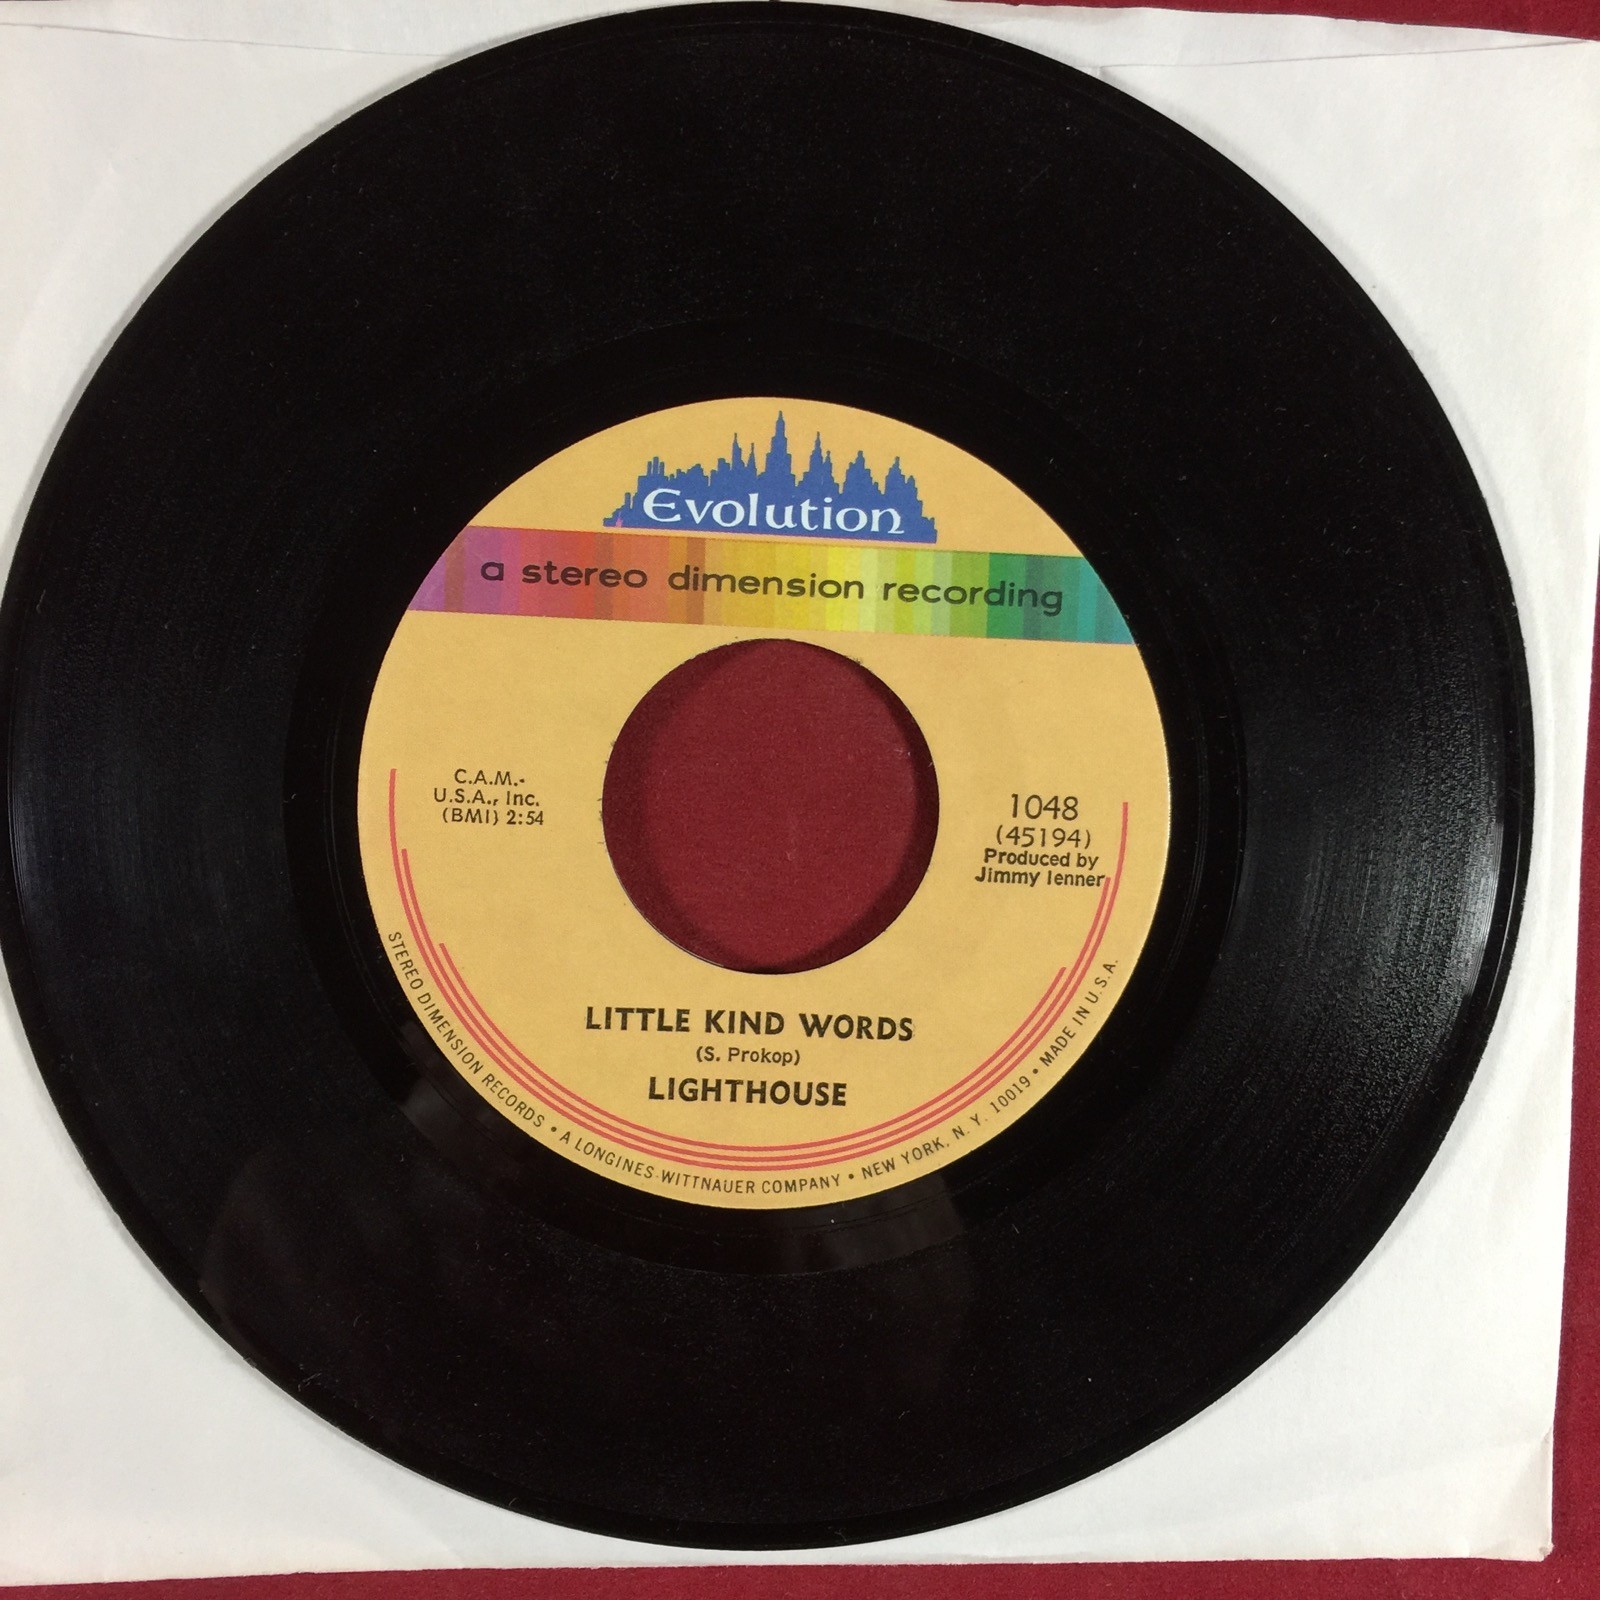 Evolution
a stereo dimension recording
C.A.M.-
U.S.A., Inc.
(BMI) 2:54
1048
(45194)
Produced by
Jimmy Ienner
LITTLE KIND WORDS
(S. Prokop)
LIGHTHOUSE
STEREO DIMENSION RECORDS • A LONGINES-WITTNAUER COMPANY • NEW YORK, N. Y. 10019 • MADE IN U.S.A.